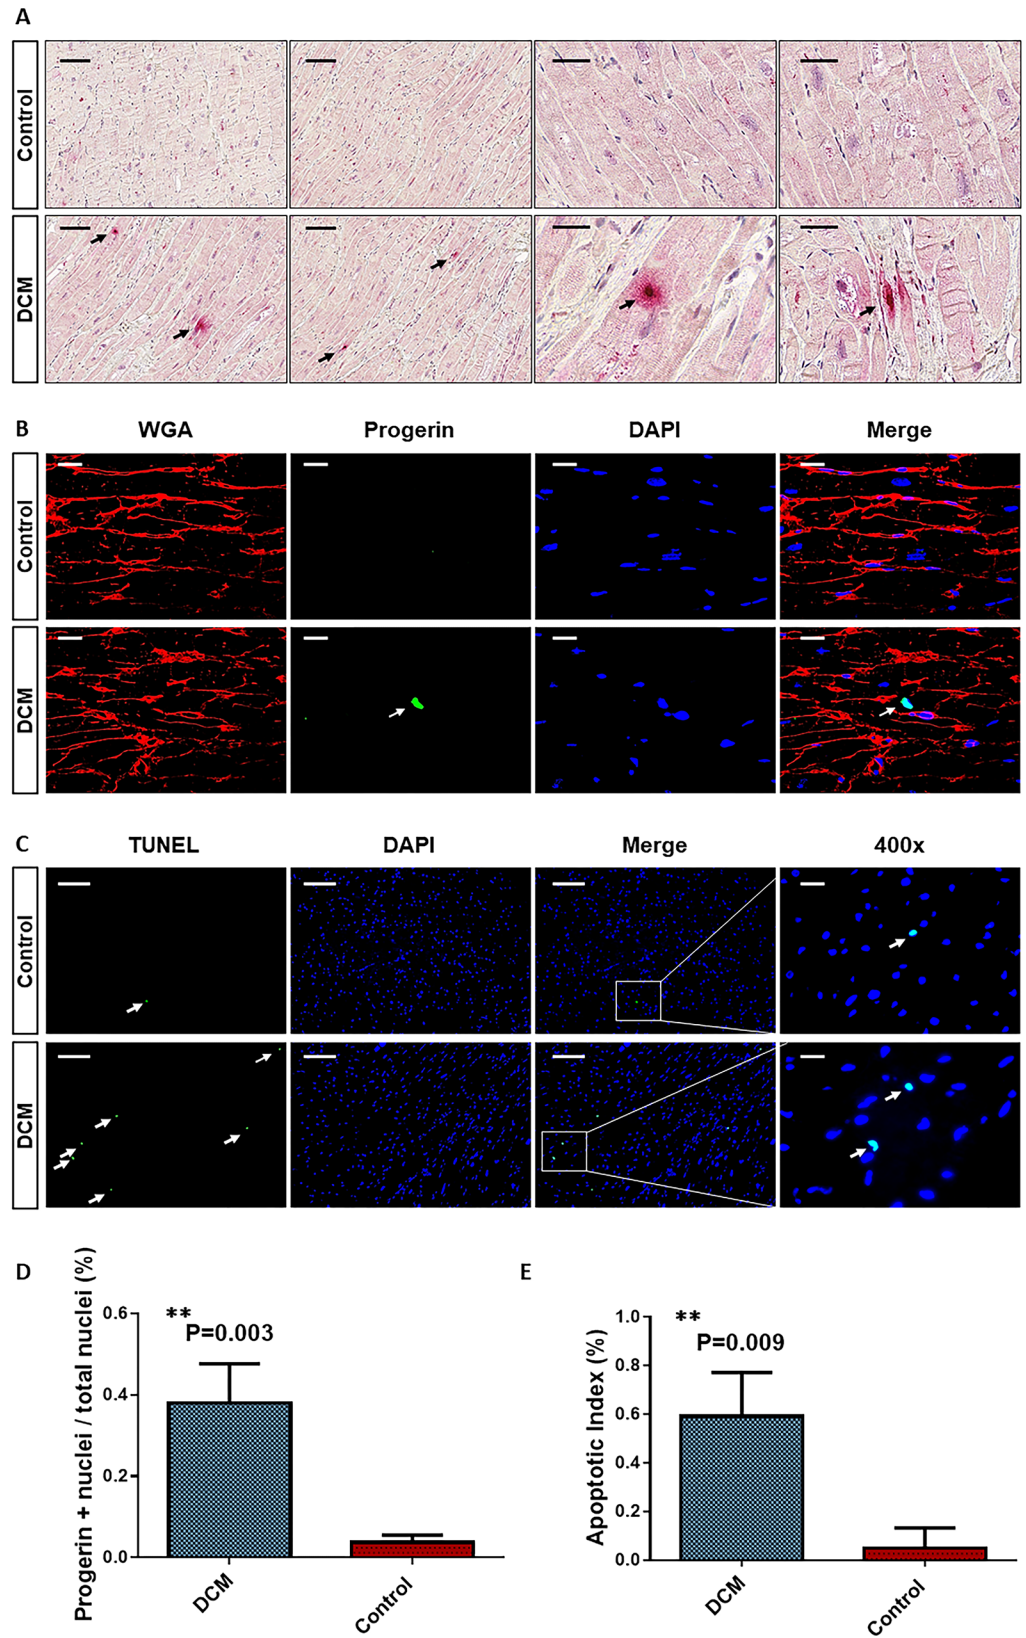 A
Control
DCM
B
WGA Progerin DAPI Merge
Control
DCM
C
TUNEL DAPI Merge 400x
Control
DCM
D
Progerin + nuclei / total nuclei (%)
0.6
0.4
0.2
0.0
**
P=0.003
DCM
Control
E
Apoptotic Index (%)
1.0
0.8
0.6
0.4
0.2
0.0
**
P=0.009
DCM
Control